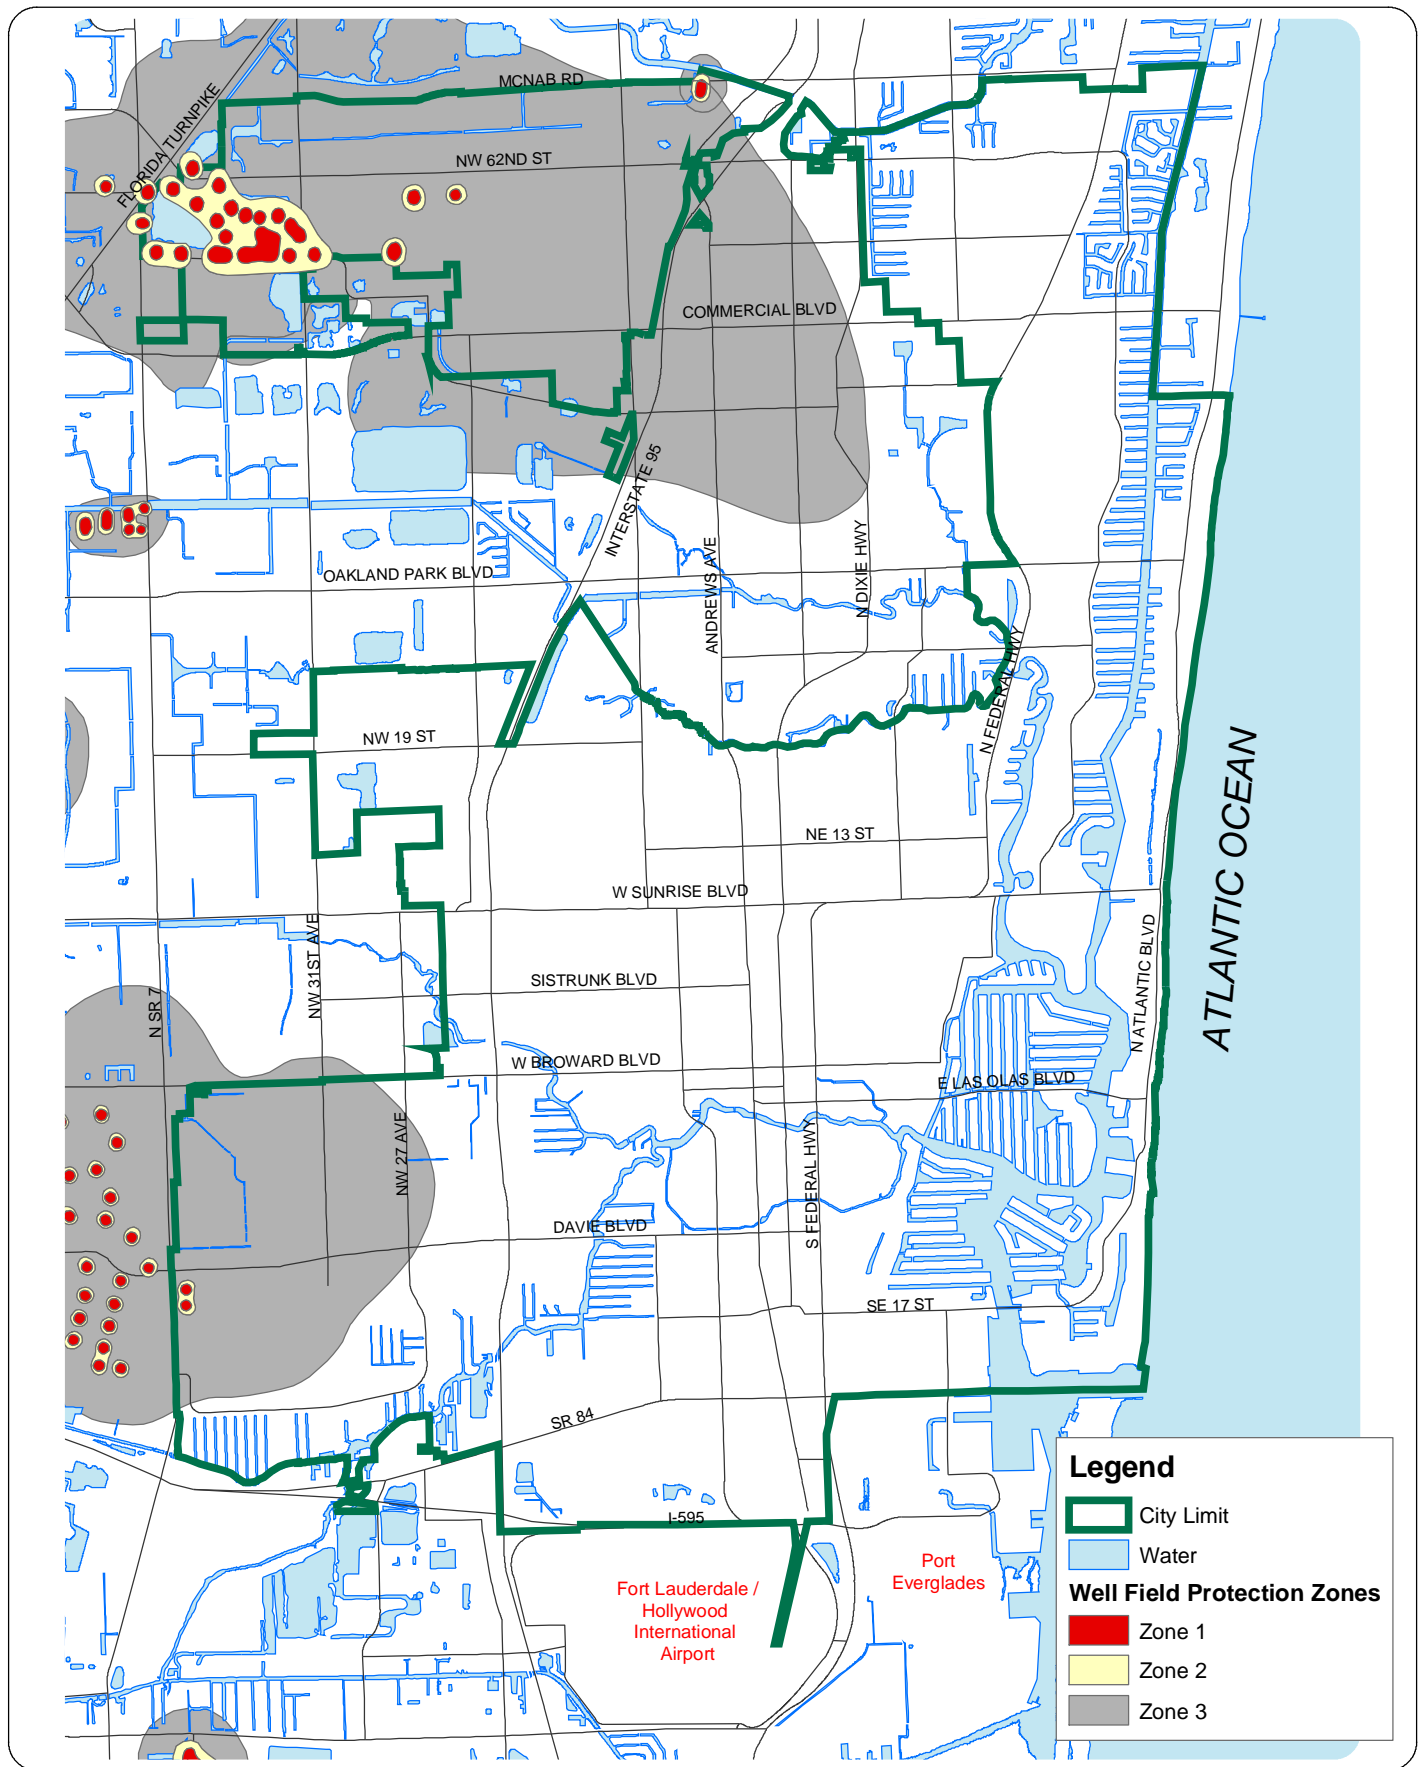 MCNAB RD
FLORIDA TURNPIKE
NW 62ND ST
COMMERCIAL BLVD
INTERSTATE 95
OAKLAND PARK BLVD
ANDREWS AVE
N DIXIE HWY
N FEDERAL HWY
NW 19 ST
ATLANTIC OCEAN
NE 13 ST
W SUNRISE BLVD
NW 31ST AVE
N ATLANTIC BLVD
SISTRUNK BLVD
N SR 7
W BROWARD BLVD
E LAS OLAS BLVD
NW 27 AVE
S FEDERAL HWY
DAVIE BLVD
SE 17 ST
SR 84
I-595
Port
Everglades
Fort Lauderdale /
Hollywood
International
Airport
Legend
City Limit
Water
Well Field Protection Zones
Zone 1
Zone 2
Zone 3